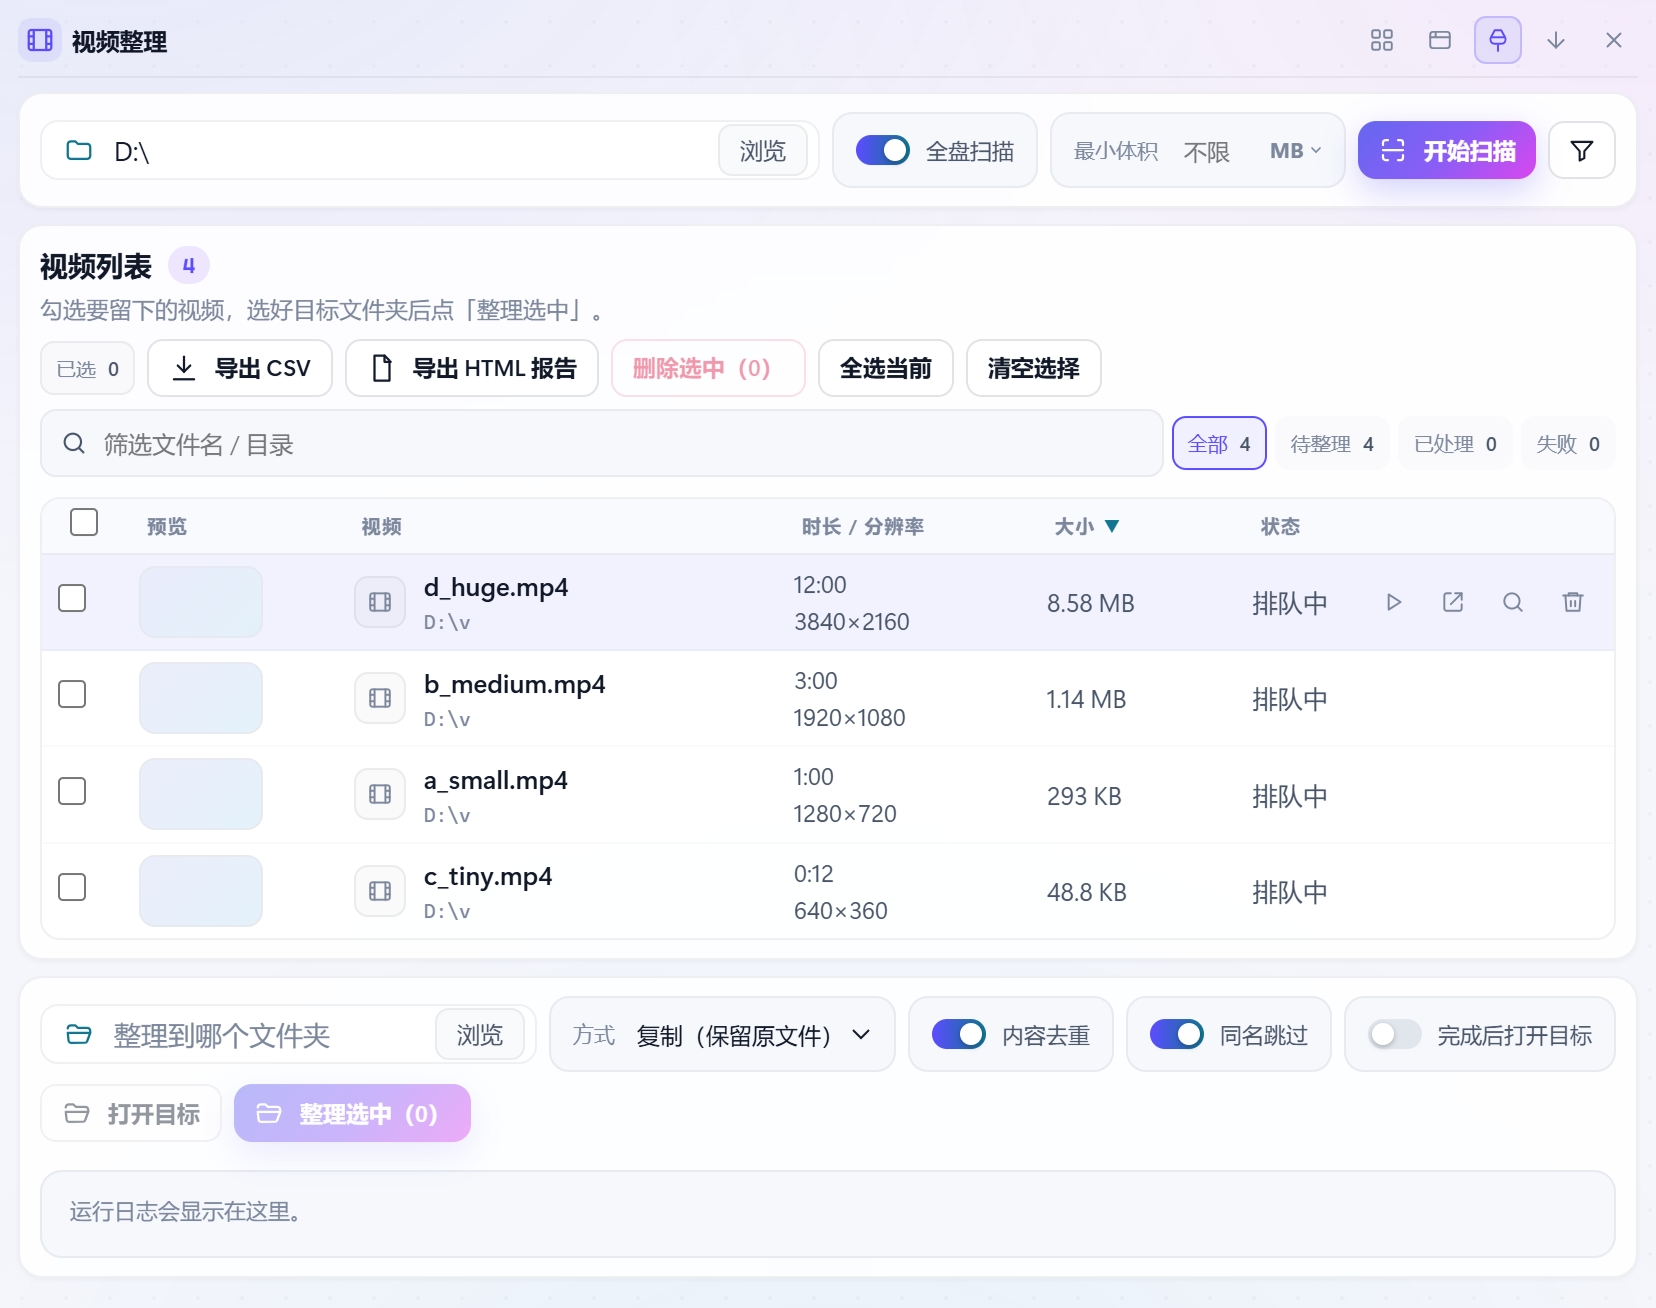 视频整理
D:\ 浏览 全盘扫描 最小体积 不限 MB 开始扫描
视频列表 4
勾选要留下的视频，选好目标文件夹后点「整理选中」。
已选 0 导出 CSV 导出 HTML 报告 删除选中（0） 全选当前 清空选择
筛选文件名 / 目录 全部 4 待整理 4 已处理 0 失败 0
预览 视频 时长 / 分辨率 大小 ▼ 状态
d_huge.mp4 12:00 8.58 MB 排队中
D:\v 3840×2160
b_medium.mp4 3:00 1.14 MB 排队中
D:\v 1920×1080
a_small.mp4 1:00 293 KB 排队中
D:\v 1280×720
c_tiny.mp4 0:12 48.8 KB 排队中
D:\v 640×360
整理到哪个文件夹 浏览 方式 复制（保留原文件） 内容去重 同名跳过 完成后打开目标
打开目标 整理选中（0）
运行日志会显示在这里。